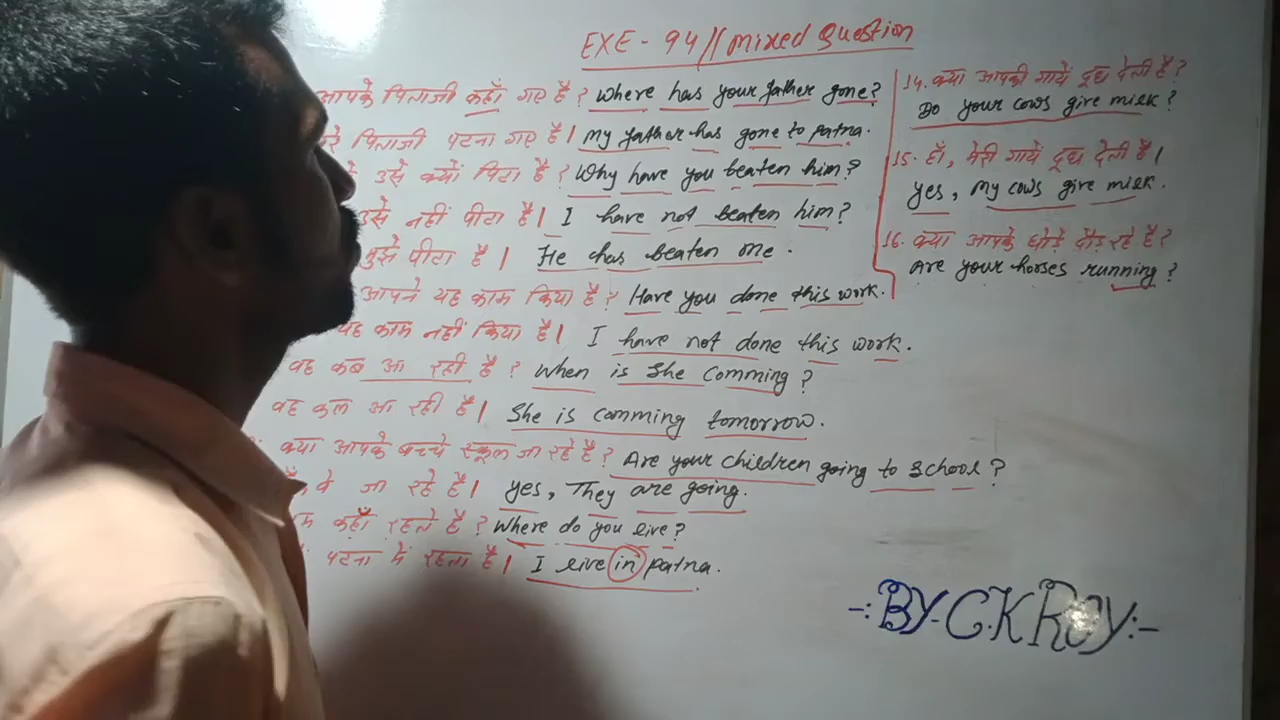 EXE - 94 // Mixed Question
आपके पिताजी कहाँ गए है ? Where has your father gone?
रे पिताजी पटना गए है। My father has gone to Patna.
उसे क्यों पिटा है ? Why have you beaten him?
उसे नहीं पीटा है। I have not beaten him?
मुझे पीटा है। He has beaten me.
आपने यह काम किया है ? Have you done this work.
यह काम नहीं किया है। I have not done this work.
वह कब आ रही है ? When is She Comming ?
वह कल आ रही है। She is comming tomorrow.
क्या आपके बच्चे स्कूल जा रहे है ? Are your children going to School ?
वे जा रहे है। yes, They are going.
कहाँ रहते है ? Where do you live ?
पटना में रहता है। I live in Patna.
14. क्या आपकी गायें दूध देती है ?
Do your cows give milk ?
15. हाँ, मेरी गायें दूध देती है।
yes, My cows give milk.
16. क्या आपके घोड़े दौड़ रहे है ?
Are your horses running ?
-: BY C.K ROY :-